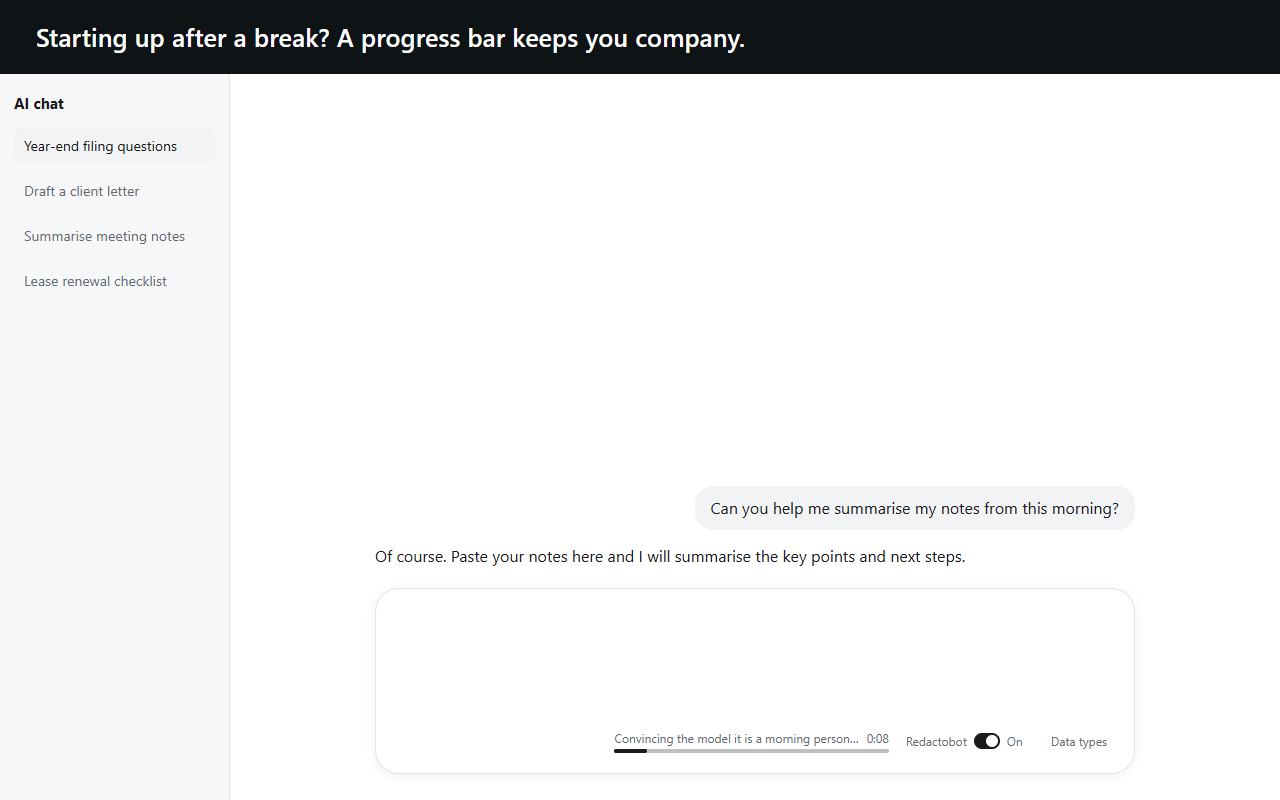 Starting up after a break? A progress bar keeps you company.
AI chat
Year-end filing questions
Draft a client letter
Summarise meeting notes
Lease renewal checklist
Can you help me summarise my notes from this morning?
Of course. Paste your notes here and I will summarise the key points and next steps.
Convincing the model it is a morning person... 0:08
Redactobot On Data types